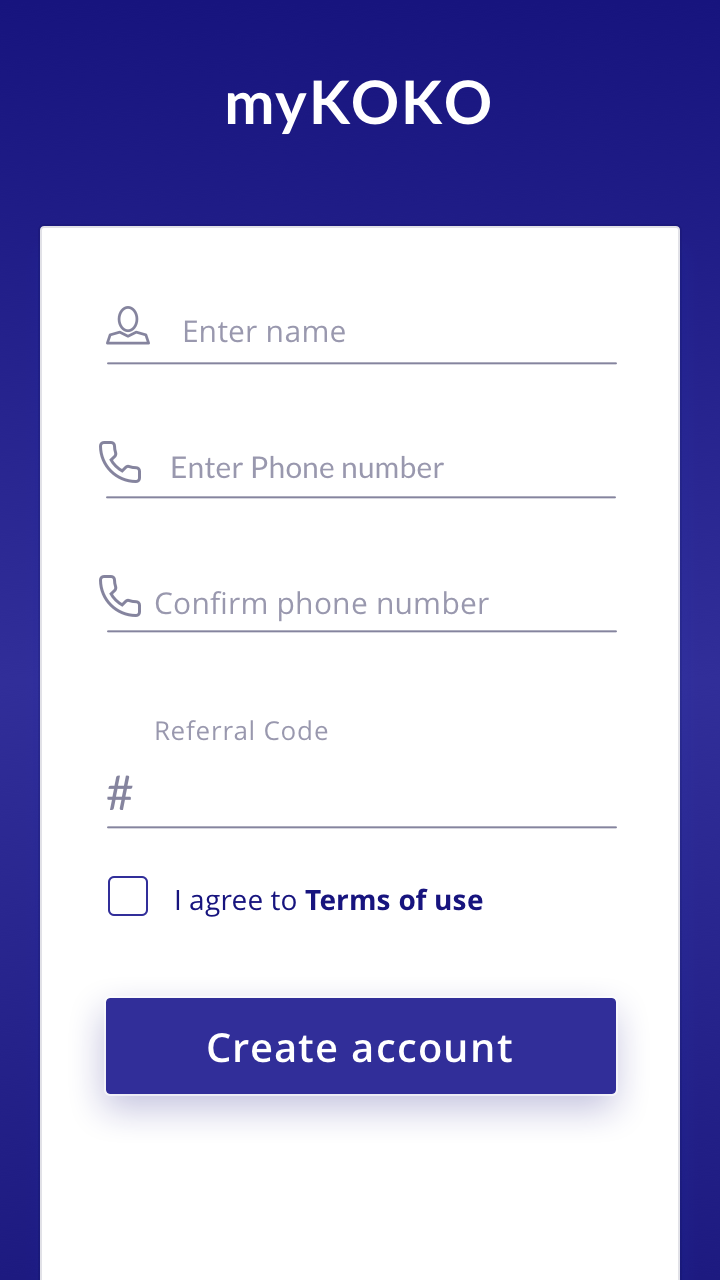 myKOKO
Enter name
Enter Phone number
Confirm phone number
Referral Code
#
I agree to Terms of use
Create account